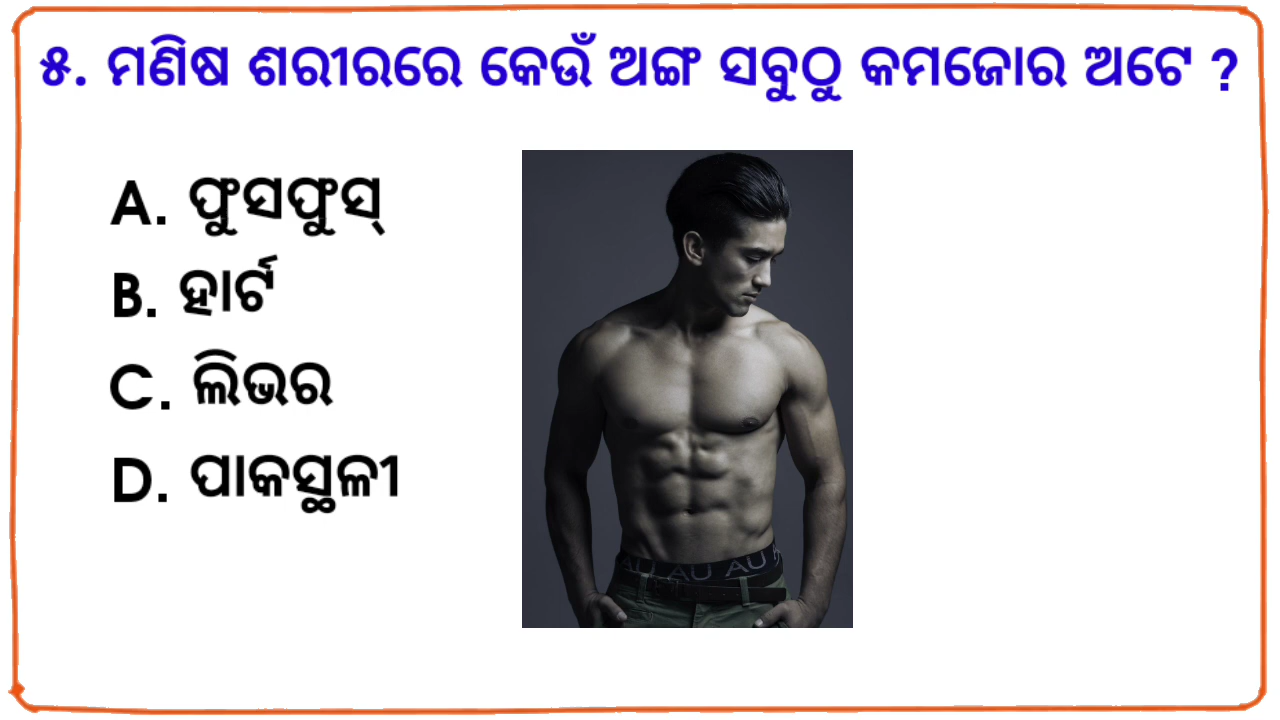 ୫. ମଣିଷ ଶରୀରରେ କେଉଁ ଅଙ୍ଗ ସବୁଠୁ କମଜୋର ଅଟେ ?
A. ଫୁସଫୁସ୍
B. ହାର୍ଟ
C. ଲିଭର
D. ପାକସ୍ଥଳୀ
AU AU AU